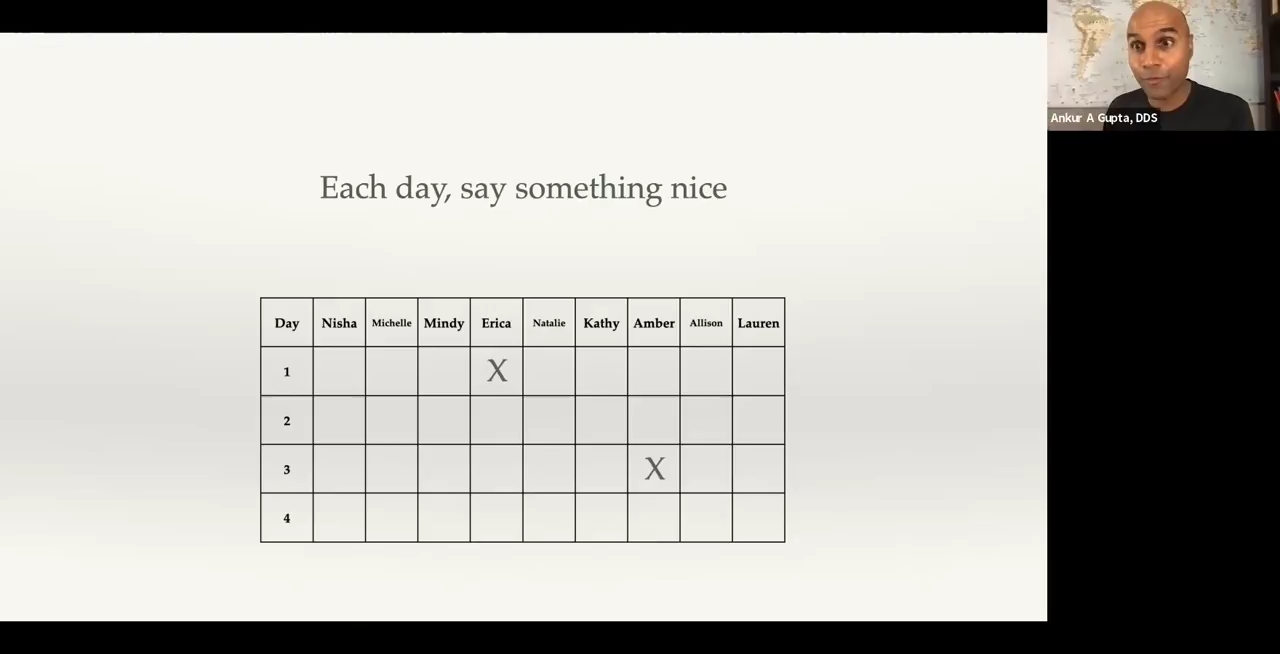 Ankur A Gupta, DDS
Each day, say something nice
Day Nisha Michelle Mindy Erica Natalie Kathy Amber Allison Lauren
1 X
2
3 X
4